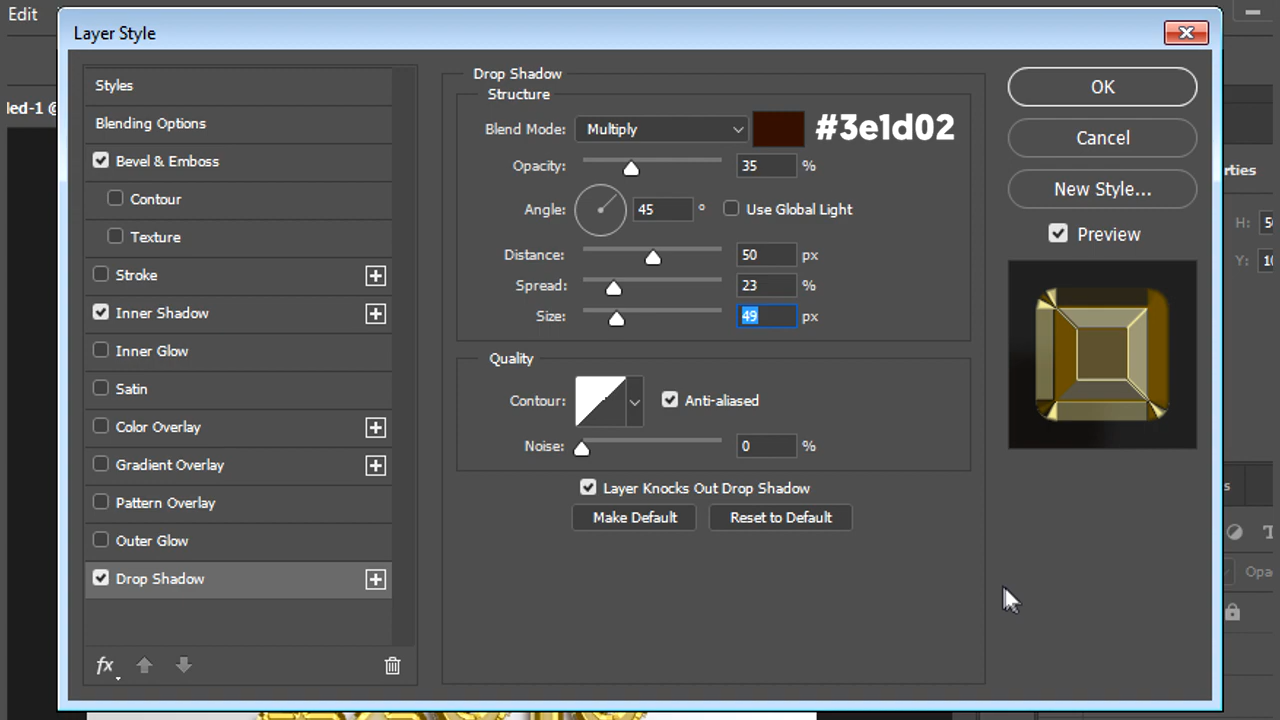 Edit
Layer Style
led-1 @
Styles
Blending Options
Bevel & Emboss
Contour
Texture
Stroke
Inner Shadow
Inner Glow
Satin
Color Overlay
Gradient Overlay
Pattern Overlay
Outer Glow
Drop Shadow
fx
Drop Shadow
Structure
Blend Mode: Multiply #3e1d02
Opacity: 35 %
Angle: 45 ° Use Global Light
Distance: 50 px
Spread: 23 %
Size: 49 px
Quality
Contour: Anti-aliased
Noise: 0 %
Layer Knocks Out Drop Shadow
Make Default Reset to Default
OK
Cancel
New Style...
Preview
rties
H: 5
Y: 10
s
T
Opa